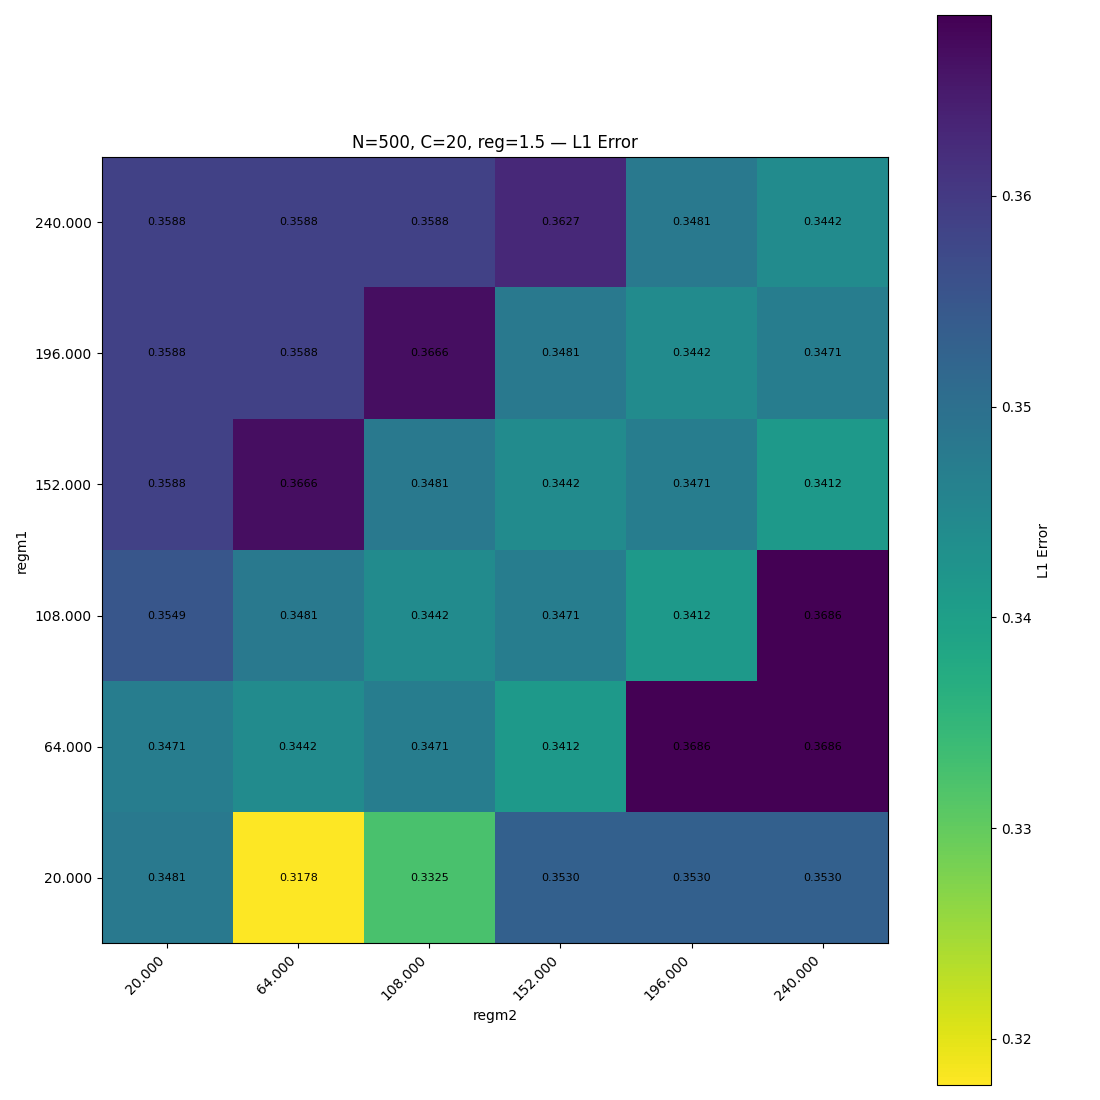 N=500, C=20, reg=1.5 — L1 Error
240.000 0.3588 0.3588 0.3588 0.3627 0.3481 0.3442
196.000 0.3588 0.3588 0.3666 0.3481 0.3442 0.3471
152.000 0.3588 0.3666 0.3481 0.3442 0.3471 0.3412
108.000 0.3549 0.3481 0.3442 0.3471 0.3412 0.3686
64.000 0.3471 0.3442 0.3471 0.3412 0.3686 0.3686
20.000 0.3481 0.3178 0.3325 0.3530 0.3530 0.3530
20.000 64.000 108.000 152.000 196.000 240.000
regm2
regm1
0.36
0.35
0.34
0.33
0.32
L1 Error